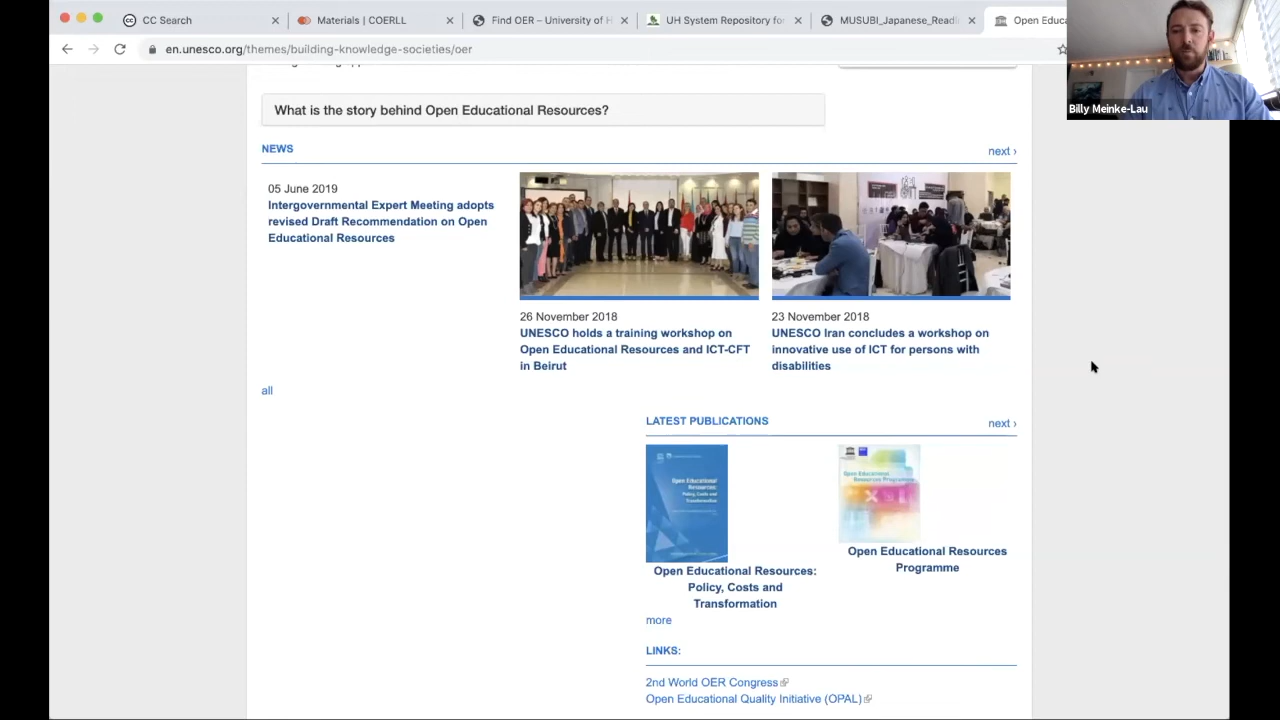 CC Search
Materials | COERLL
Find OER – University of H
UH System Repository for
MUSUBI_Japanese_Readi
Open Educa
en.unesco.org/themes/building-knowledge-societies/oer
Billy Meinke-Lau
What is the story behind Open Educational Resources?
NEWS
next ›
05 June 2019
Intergovernmental Expert Meeting adopts
revised Draft Recommendation on Open
Educational Resources
26 November 2018
UNESCO holds a training workshop on
Open Educational Resources and ICT-CFT
in Beirut
23 November 2018
UNESCO Iran concludes a workshop on
innovative use of ICT for persons with
disabilities
all
LATEST PUBLICATIONS
next ›
Open Educational
Resources:
Policy, Costs and
Transformation
Open Educational
Resources Programme
Open Educational Resources:
Policy, Costs and
Transformation
Open Educational Resources
Programme
more
LINKS:
2nd World OER Congress
Open Educational Quality Initiative (OPAL)